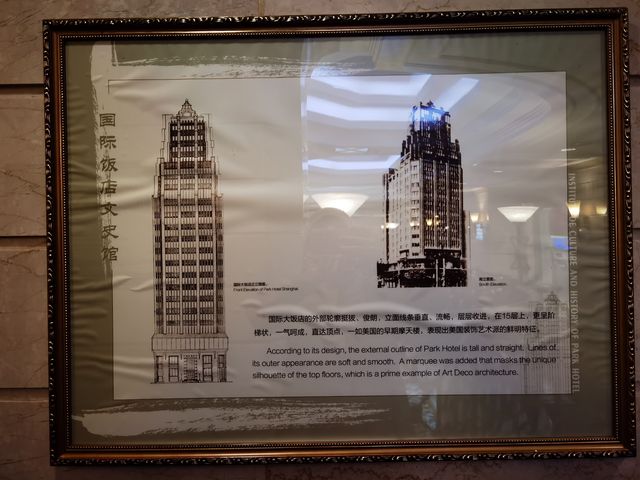 国际饭店文史馆
国际大饭店正立面图。
Front Elevation of Park Hotel Shanghai.
南立面图。
South Elevation.
国际大饭店的外部轮廓挺拔、俊朗，立面线条垂直、流畅，层层收进，在15层上，更呈阶
梯状，一气呵成，直达顶点，一如美国的早期摩天楼，表现出美国装饰艺术派的鲜明特征。
According to its design, the external outline of Park Hotel is tall and straight. Lines of
its outer appearance are soft and smooth. A marquee was added that masks the unique
silhouette of the top floors, which is a prime example of Art Deco architecture.
CULTURE AND HISTORY OF PARK HOTEL